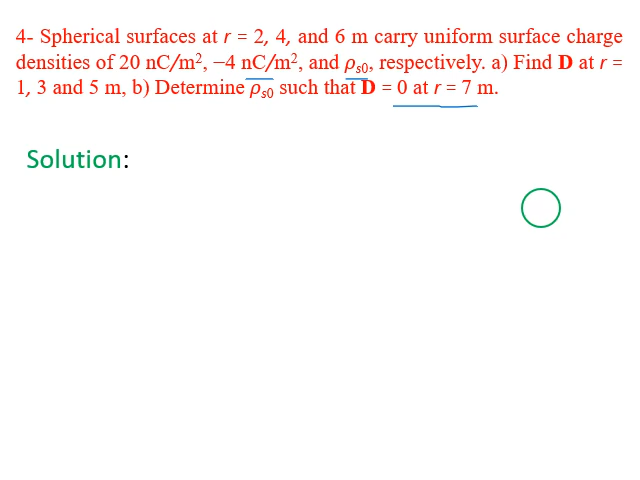 4- Spherical surfaces at r = 2, 4, and 6 m carry uniform surface charge
densities of 20 nC/m², −4 nC/m², and ρs0, respectively. a) Find D at r =
1, 3 and 5 m, b) Determine ρs0 such that D = 0 at r = 7 m.
Solution: